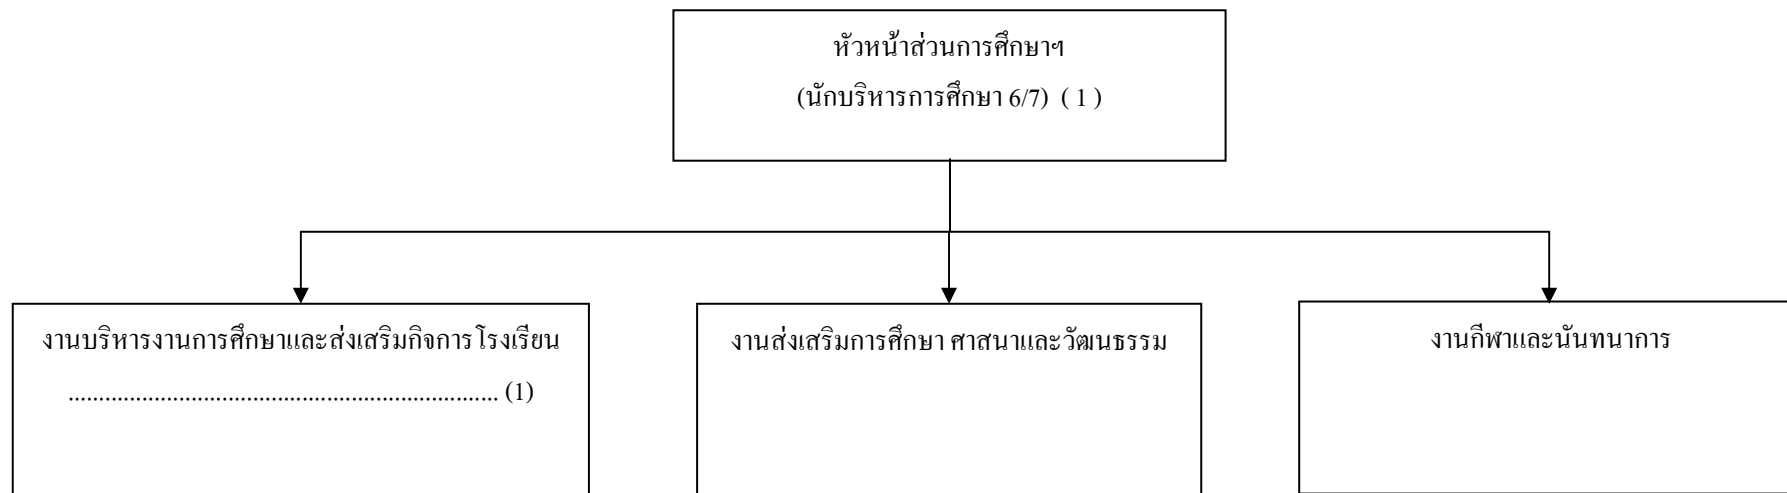 หัวหน้าส่วนการศึกษาฯ
(นักบริหารการศึกษา 6/7) ( 1 )
งานบริหารงานการศึกษาและส่งเสริมกิจการโรงเรียน
...................................................................... (1)
งานส่งเสริมการศึกษา ศาสนาและวัฒนธรรม
งานกีฬาและนันทนาการ